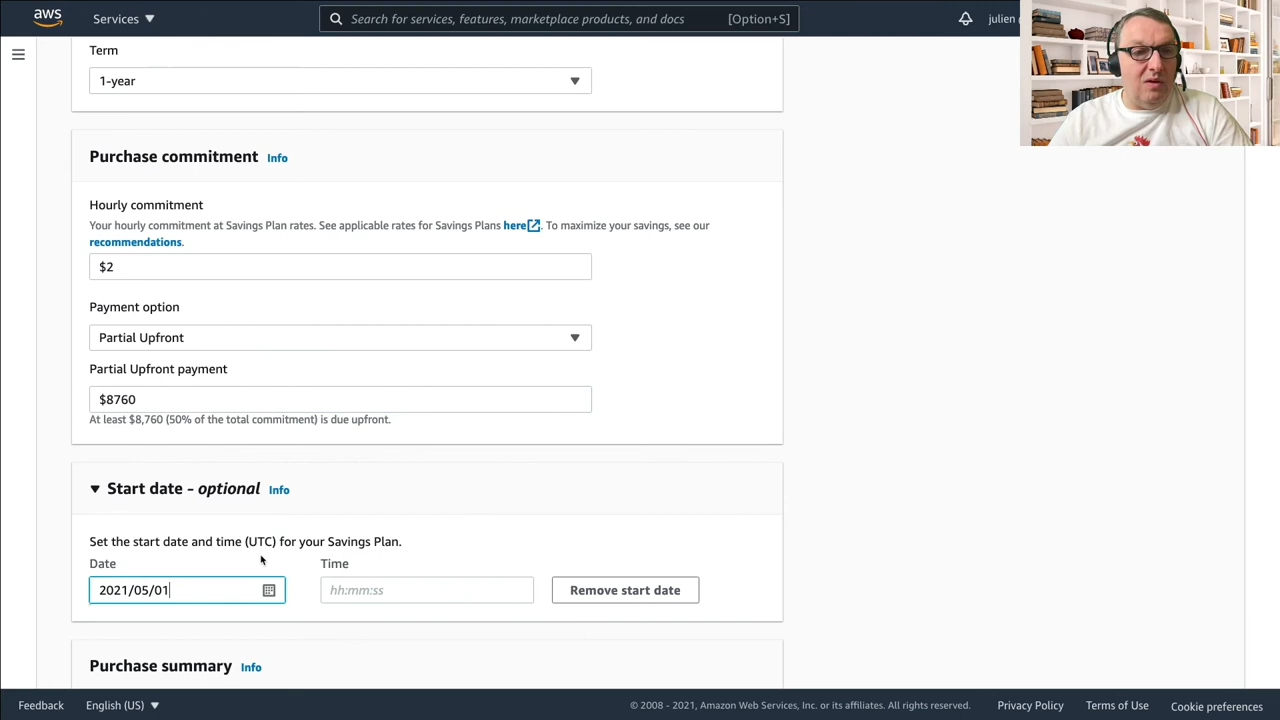 aws
Services
Search for services, features, marketplace products, and docs
[Option+S]
julien
Term
1-year
Purchase commitment Info
Hourly commitment
Your hourly commitment at Savings Plan rates. See applicable rates for Savings Plans here. To maximize your savings, see our
recommendations.
$2
Payment option
Partial Upfront
Partial Upfront payment
$8760
At least $8,760 (50% of the total commitment) is due upfront.
Start date - optional Info
Set the start date and time (UTC) for your Savings Plan.
Date
Time
2021/05/01
hh:mm:ss
Remove start date
Purchase summary Info
Feedback
English (US)
© 2008 - 2021, Amazon Web Services, Inc. or its affiliates. All rights reserved.
Privacy Policy
Terms of Use
Cookie preferences